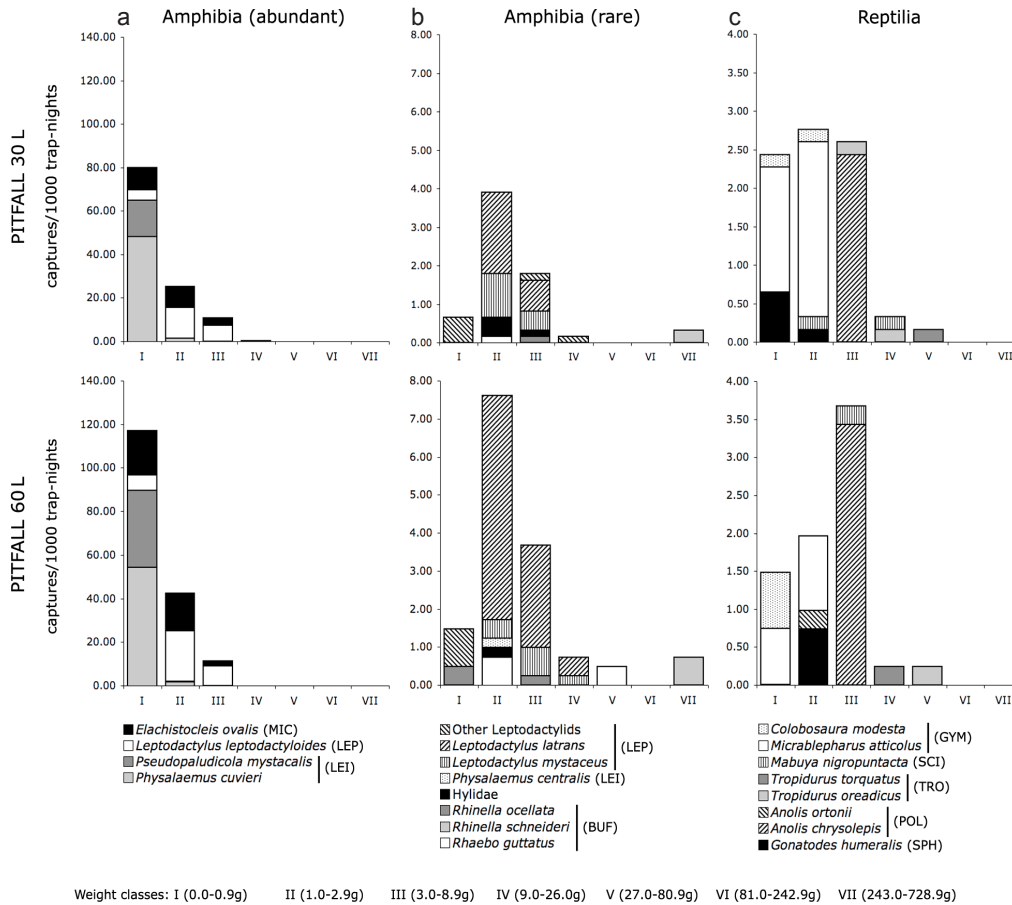 a Amphibia (abundant)
b Amphibia (rare)
c Reptilia
PITFALL 30 L
captures/1000 trap-nights
140.00
120.00
100.00
80.00
60.00
40.00
20.00
0.00
I II III IV V VI VII
8.00
7.00
6.00
5.00
4.00
3.00
2.00
1.00
0.00
I II III IV V VI VII
4.00
3.50
3.00
2.50
2.00
1.50
1.00
0.50
0.00
I II III IV V VI VII
PITFALL 60 L
captures/1000 trap-nights
140.00
120.00
100.00
80.00
60.00
40.00
20.00
0.00
I II III IV V VI VII
8.00
7.00
6.00
5.00
4.00
3.00
2.00
1.00
0.00
I II III IV V VI VII
4.00
3.50
3.00
2.50
2.00
1.50
1.00
0.50
0.00
I II III IV V VI VII
Elachistocleis ovalis (MIC)
Leptodactylus leptodactyloides (LEP)
Pseudopaludicola mystacalis
Physalaemus cuvieri
(LEI)
Other Leptodactylids
Leptodactylus latrans
Leptodactylus mystaceus
(LEP)
Physalaemus centralis (LEI)
Hylidae
Rhinella ocellata
Rhinella schneideri
Rhaebo guttatus
(BUF)
Colobosaura modesta
Micrablepharus atticolus
(GYM)
Mabuya nigropuntacta (SCI)
Tropidurus torquatus
Tropidurus oreadicus
(TRO)
Anolis ortonii
Anolis chrysolepis
(POL)
Gonatodes humeralis (SPH)
Weight classes: I (0.0-0.9g) II (1.0-2.9g) III (3.0-8.9g) IV (9.0-26.0g) V (27.0-80.9g) VI (81.0-242.9g) VII (243.0-728.9g)